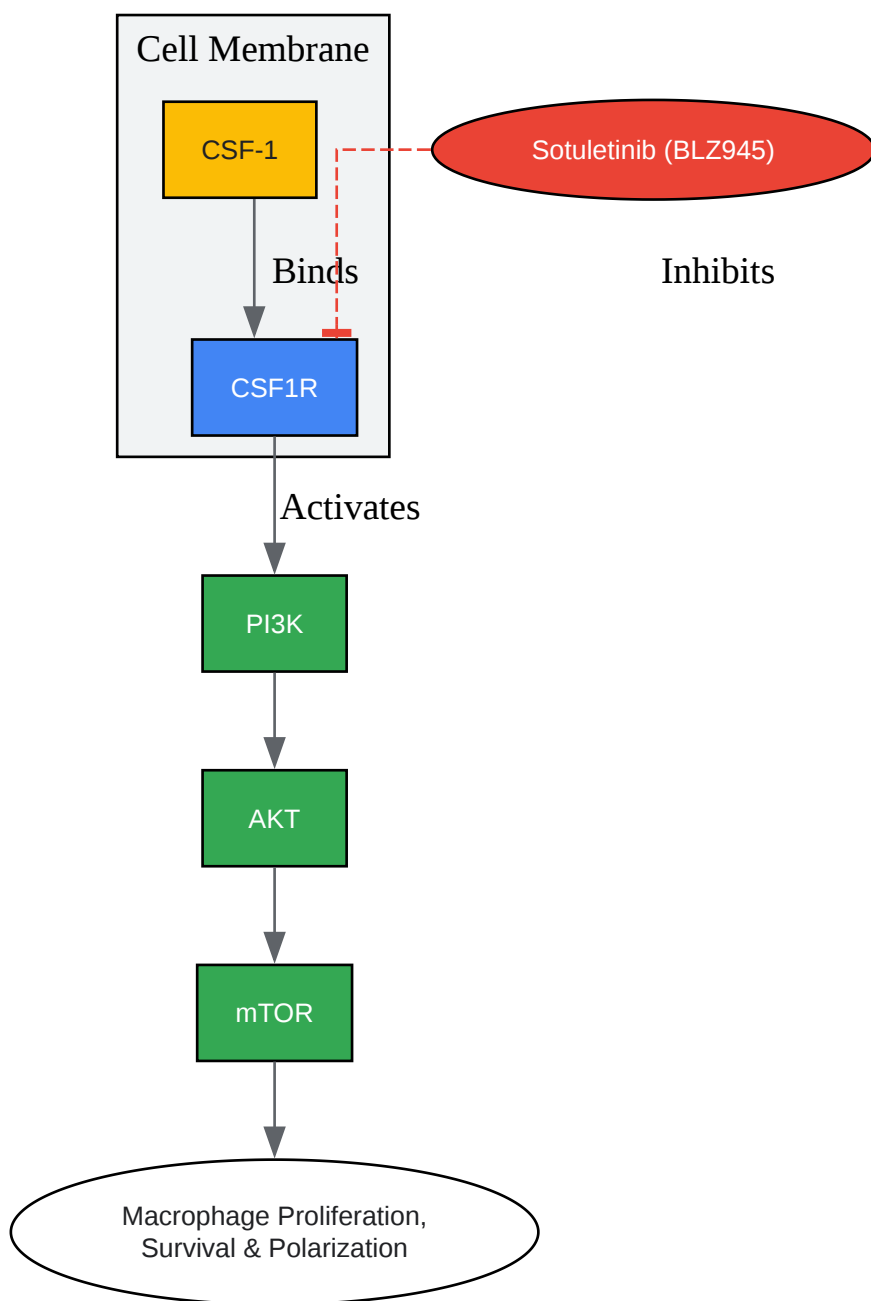 Cell Membrane
CSF-1
Sotuletinib (BLZ945)
Binds
Inhibits
CSF1R
Activates
PI3K
AKT
mTOR
Macrophage Proliferation,
Survival & Polarization